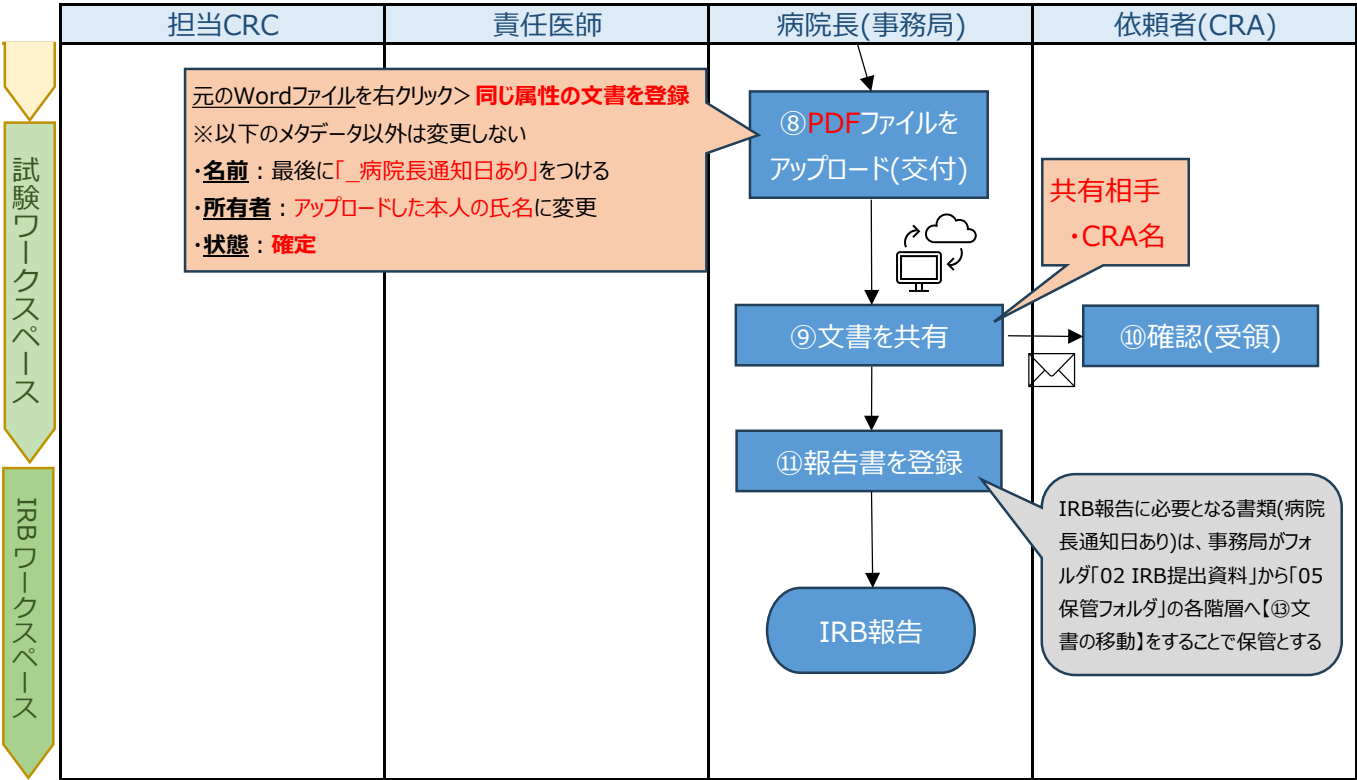 担当CRC
責任医師
病院長(事務局)
依頼者(CRA)
試験ワークスペース
IRBワークスペース
元のWordファイルを右クリック> 同じ属性の文書を登録
※以下のメタデータ以外は変更しない
・名前：最後に「_病院長通知日あり」をつける
・所有者：アップロードした本人の氏名に変更
・状態：確定
⑧PDFファイルを
アップロード(交付)
共有相手
・CRA名
⑨文書を共有
⑩確認(受領)
⑪報告書を登録
IRB報告に必要となる書類(病院
長通知日あり)は、事務局がフォ
ルダ「02 IRB提出資料」から「05
保管フォルダ」の各階層へ【⑬文
書の移動】をすることで保管とする
IRB報告